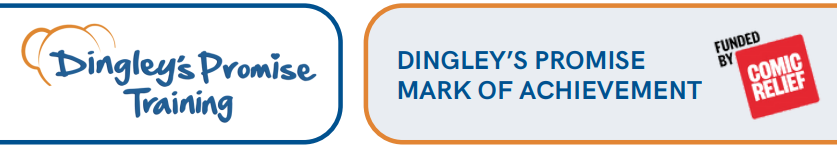 Dingley's Promise
Training
DINGLEY'S PROMISE
MARK OF ACHIEVEMENT
FUNDED
BY
COMIC
RELIEF